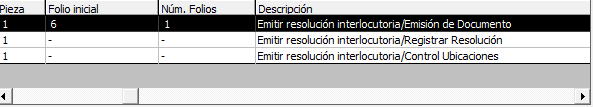 Pieza Folio inicial Núm. Folios Descripción
1 6 1 Emitir resolución interlocutoria/Emisión de Documento
1 - - Emitir resolución interlocutoria/Registrar Resolución
1 - - Emitir resolución interlocutoria/Control Ubicaciones